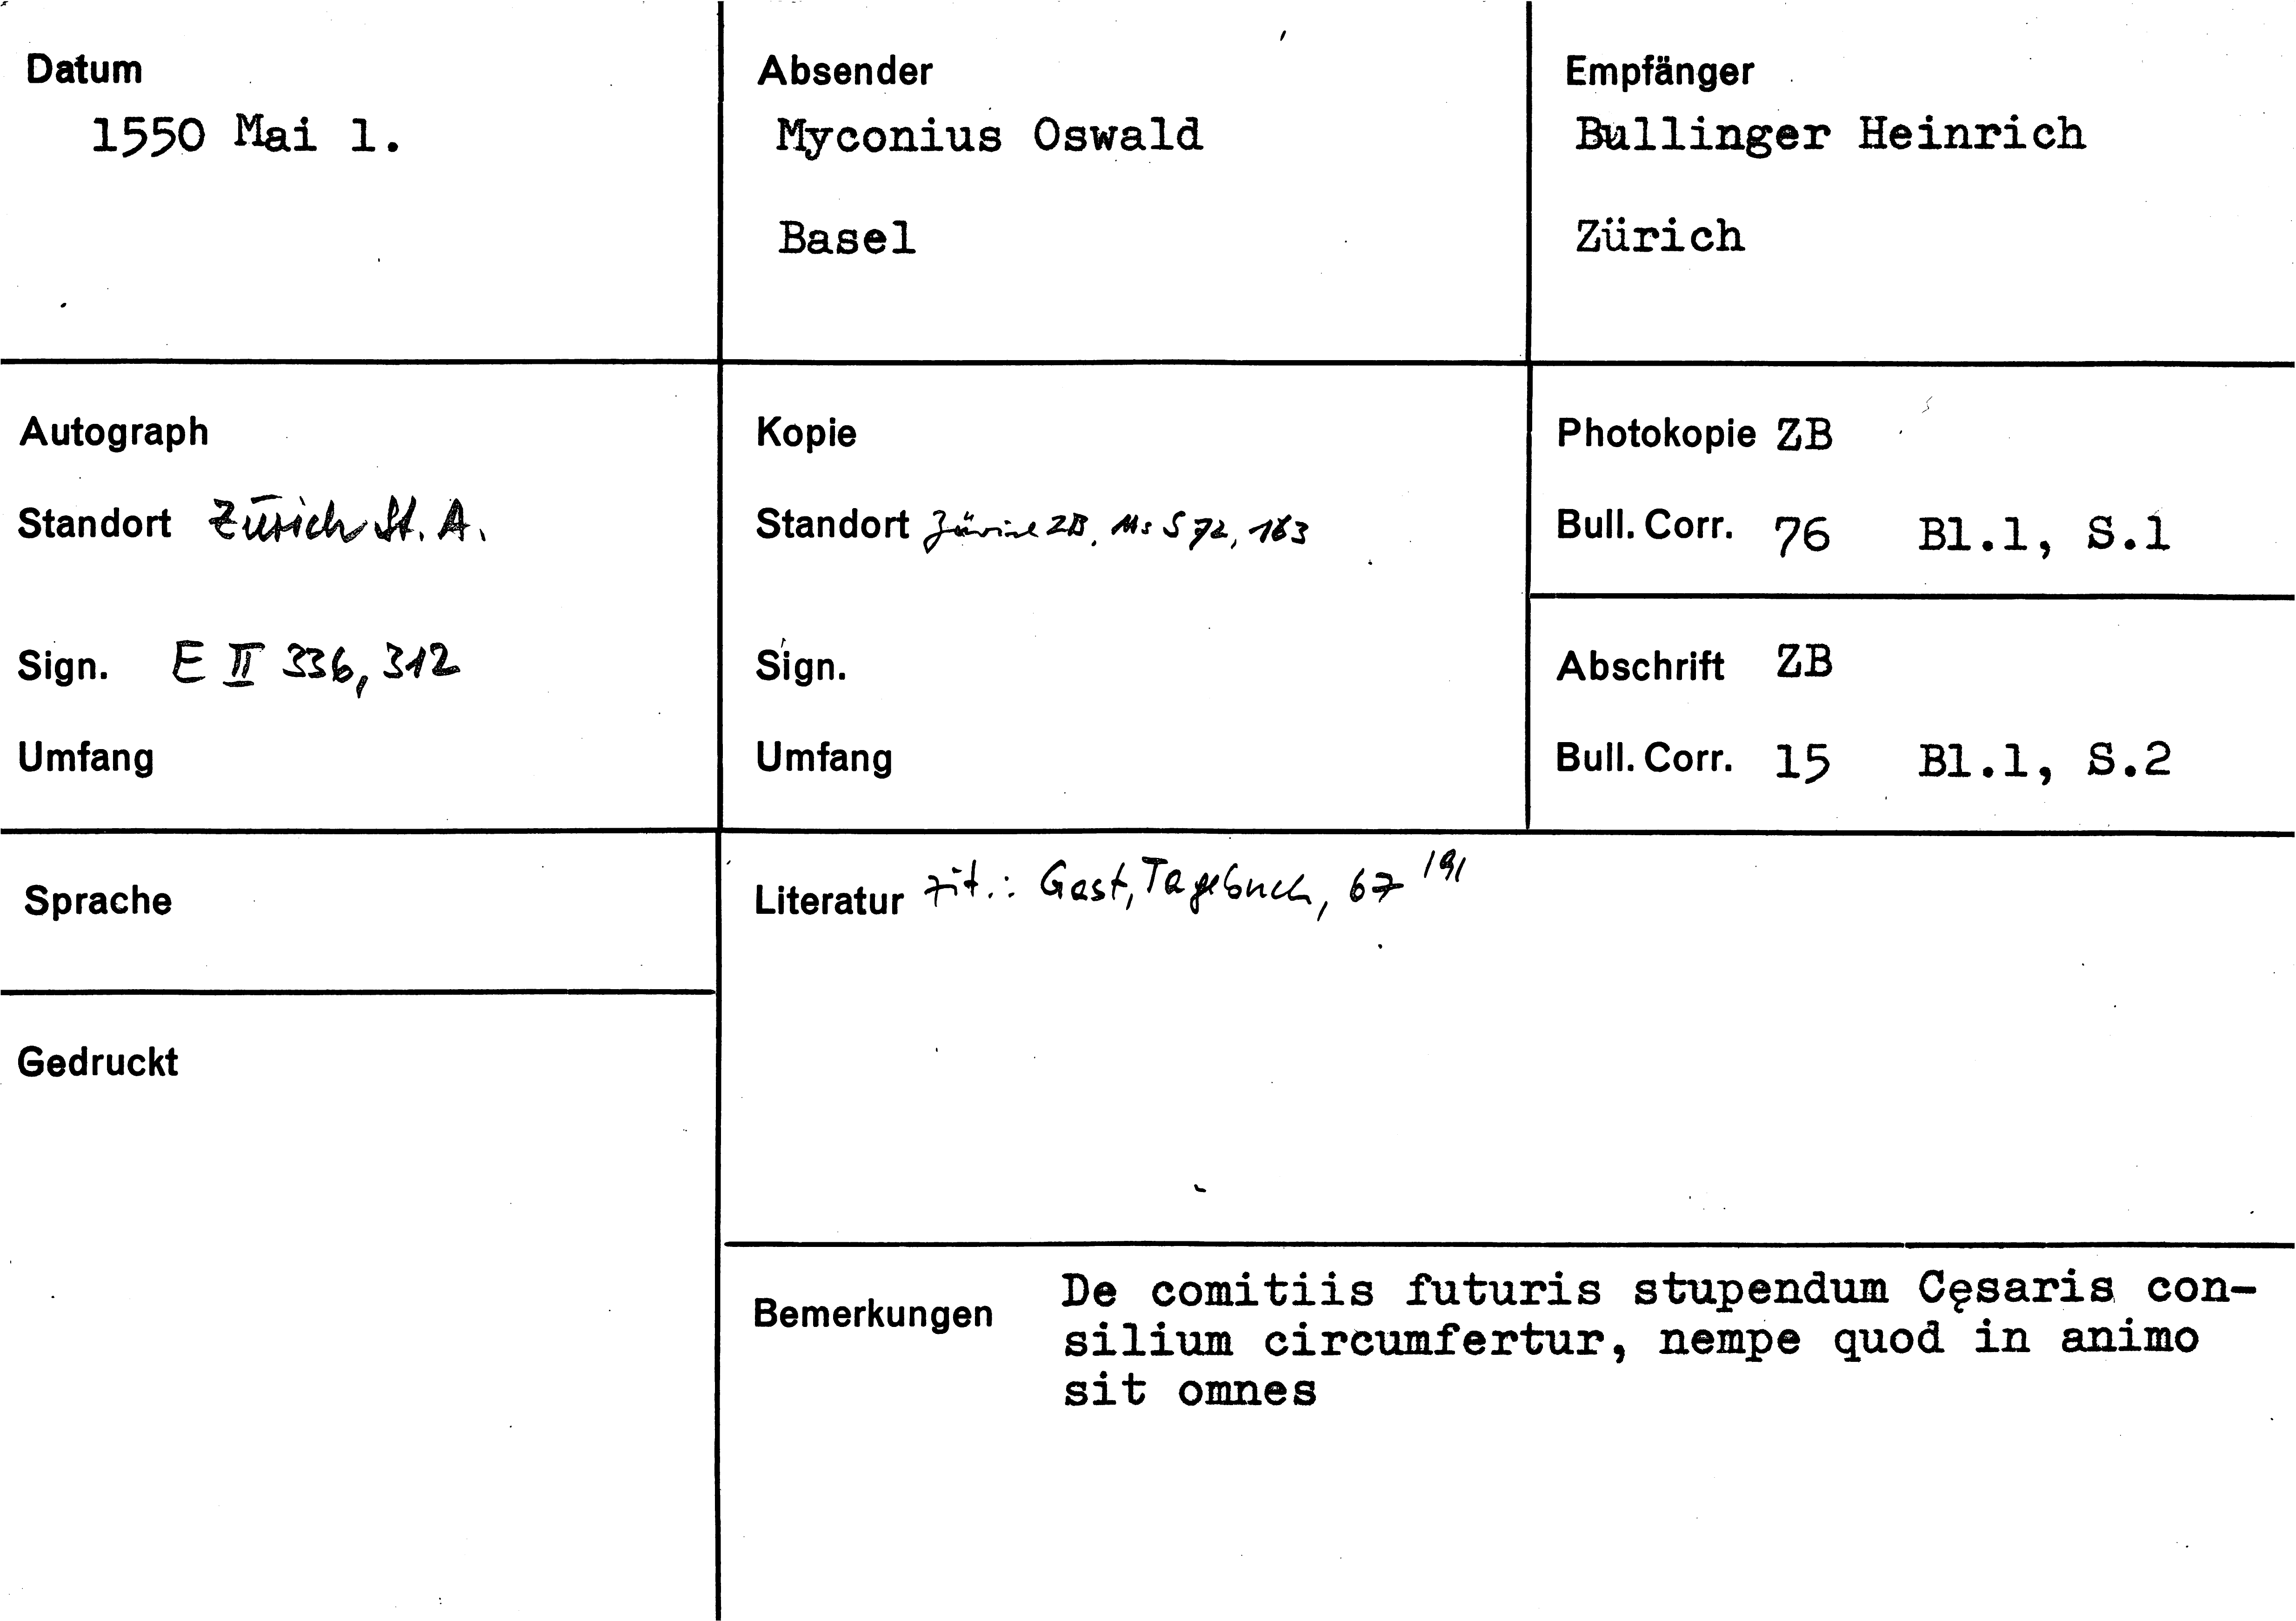 Datum
1550 Mai 1.
Absender
Myconius Oswald
Basel
Empfänger
Bullinger Heinrich
Zürich
Autograph
Standort Zürich St. A.
Sign. E II 336, 312
Umfang
Kopie
Standort Zürich ZB, Ms S 72, 163
Sign.
Umfang
Photokopie ZB
Bull. Corr. 76 Bl.1, S.1
Abschrift ZB
Bull. Corr. 15 Bl.1, S.2
Sprache
Gedruckt
Literatur zit.: Gast, Tagebuch, 67 191
Bemerkungen De comitiis futuris stupendum Cęsaris con-
silium circumfertur, nempe quod in animo
sit omnes